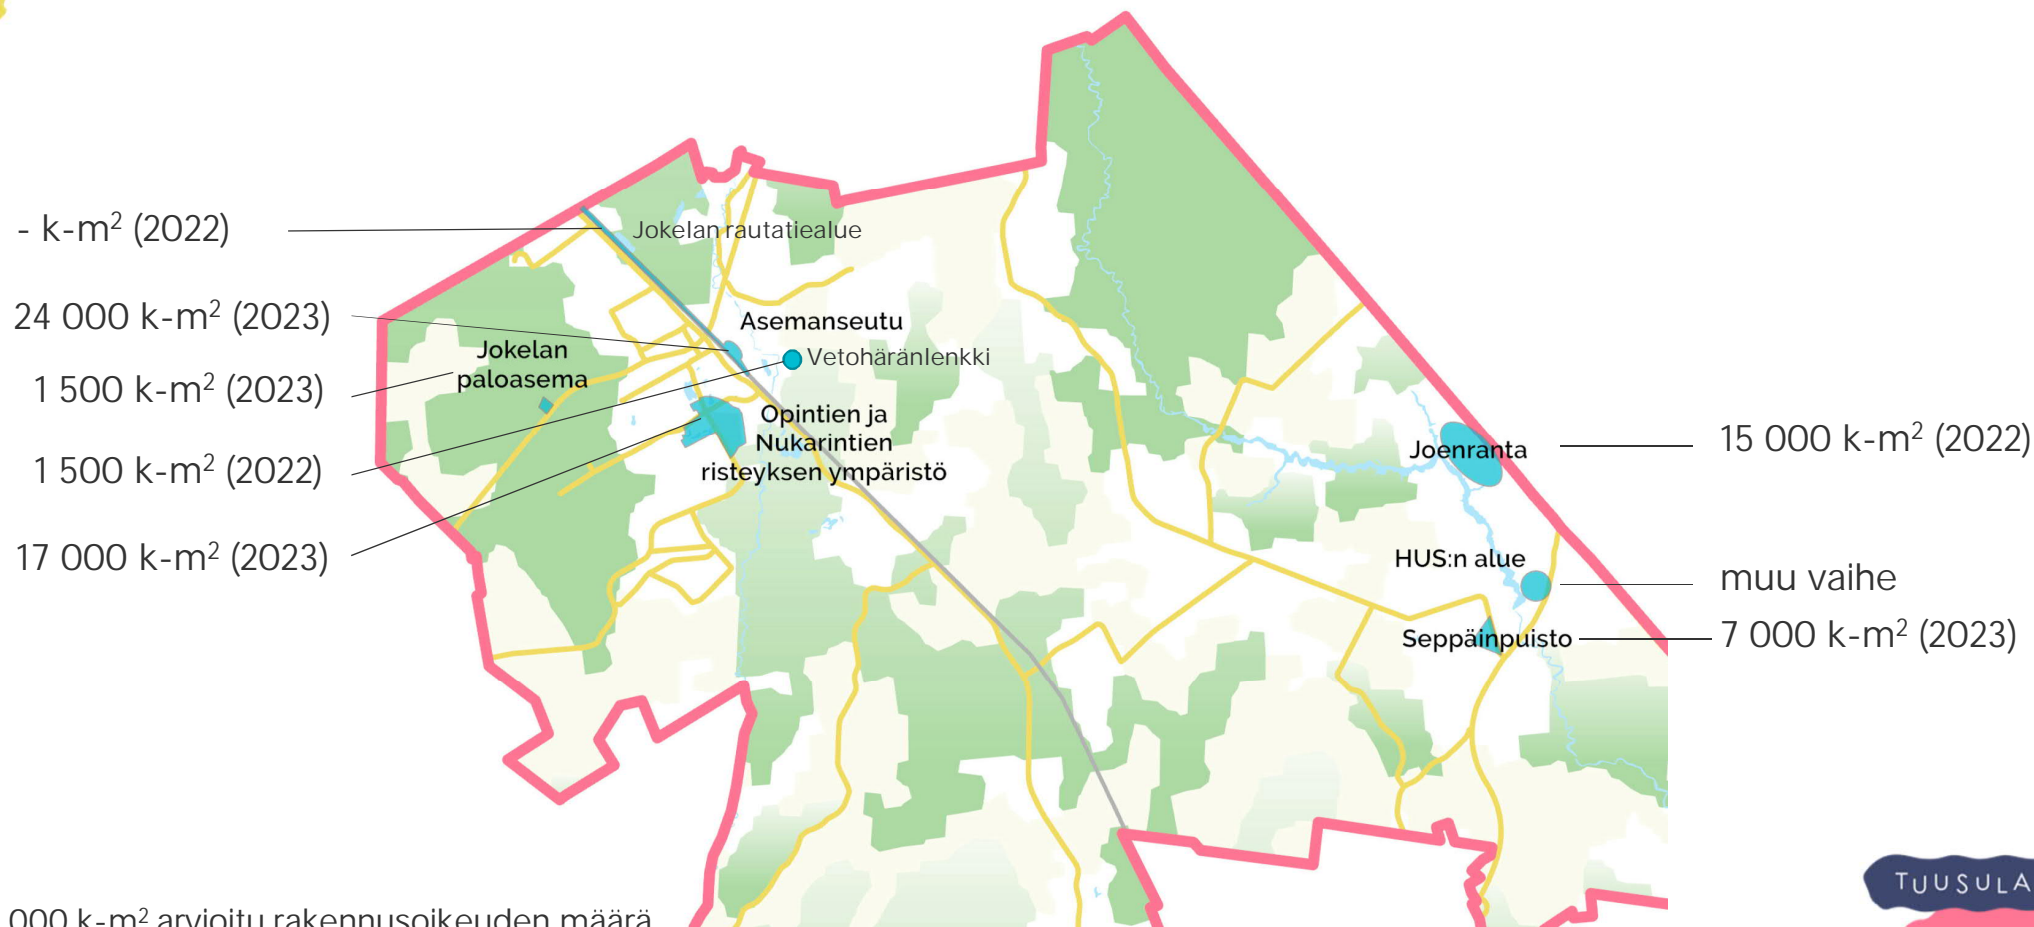 - k-m² (2022)
24 000 k-m² (2023)
1 500 k-m² (2023)
1 500 k-m² (2022)
17 000 k-m² (2023)
Jokelan rautatiealue
Asemanseutu
Vetohäränlenkki
Jokelan
paloasema
Opintien ja
Nukarintien
risteyksen ympäristö
Joenranta
HUS:n alue
Seppäinpuisto
15 000 k-m² (2022)
muu vaihe
7 000 k-m² (2023)
000 k-m² arvioitu rakennusoikeuden määrä
TUUSULA